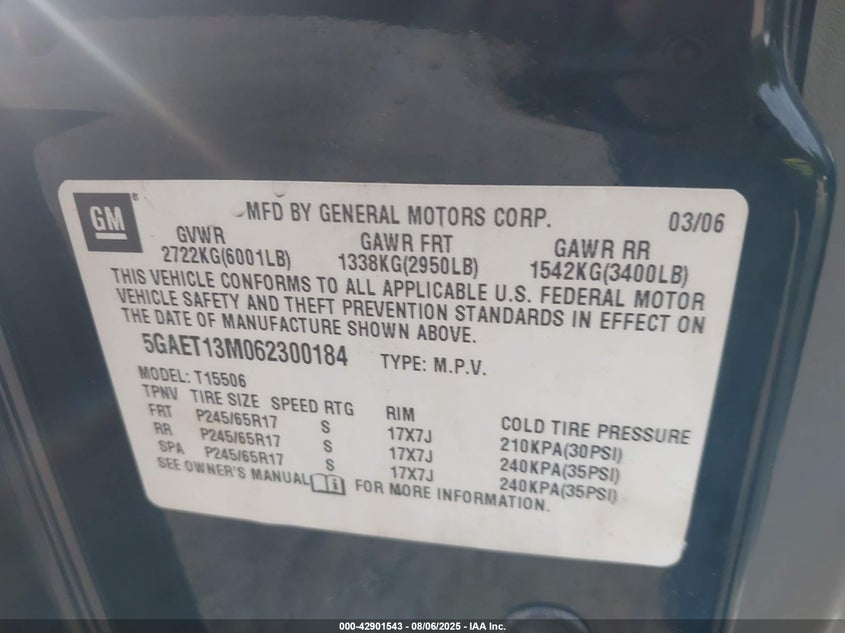 GM®
MFD BY GENERAL MOTORS CORP. 03/06
GVWR GAWR FRT GAWR RR
2722KG(6001LB) 1338KG(2950LB) 1542KG(3400LB)
THIS VEHICLE CONFORMS TO ALL APPLICABLE U.S. FEDERAL MOTOR
VEHICLE SAFETY AND THEFT PREVENTION STANDARDS IN EFFECT ON
THE DATE OF MANUFACTURE SHOWN ABOVE.
5GAET13M062300184 TYPE: M.P.V.
MODEL: T15506
TPNV TIRE SIZE SPEED RTG RIM COLD TIRE PRESSURE
FRT P245/65R17 S 17X7J 210KPA(30PSI)
RR P245/65R17 S 17X7J 240KPA(35PSI)
SPA P245/65R17 S 17X7J 240KPA(35PSI)
SEE OWNER'S MANUAL i FOR MORE INFORMATION.
000-42901543 - 08/06/2025 - IAA Inc.